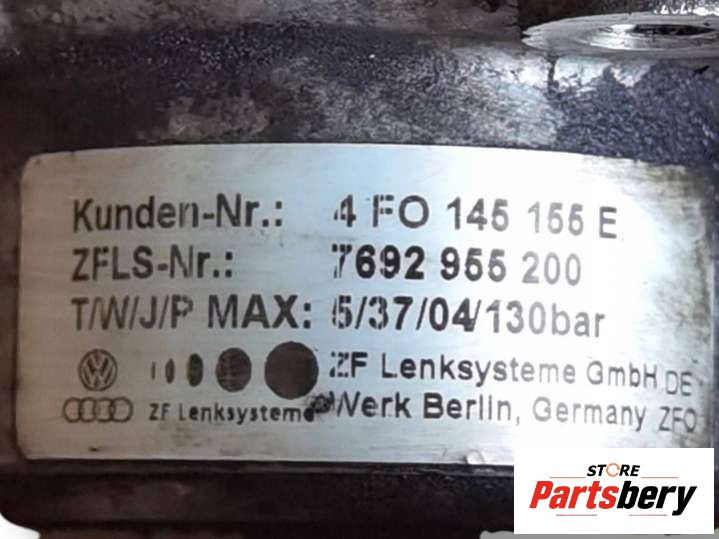 Kunden-Nr.: 4 F0 145 155 E
ZFLS-Nr.: 7692 955 200
T/W/J/P MAX: 5/37/04/130bar
ZF Lenksysteme GmbH DE
ZF Lenksysteme Werk Berlin, Germany ZFO
STORE
Partsbery